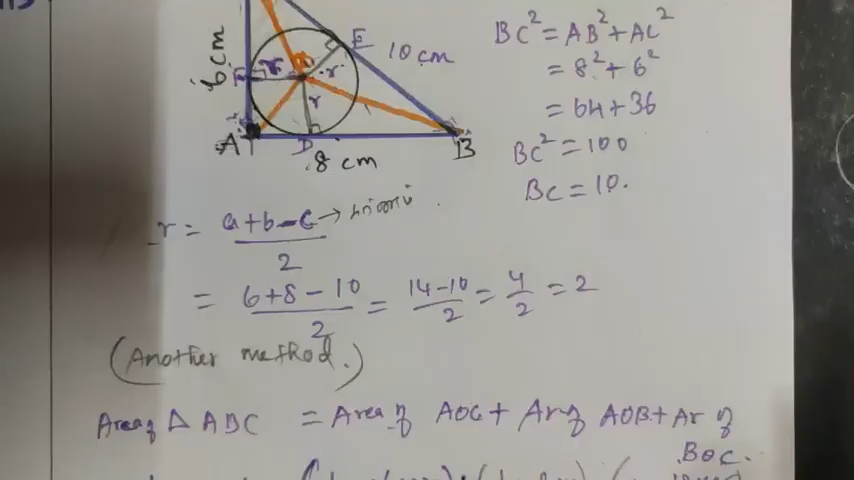 6 cm
E
10 cm
F
r
r
r
A
D
8 cm
B
BC² = AB² + AC²
= 8² + 6²
= 64 + 36
BC² = 100
BC = 10.
r = a+b-c →
2
= 6+8-10 = 14-10 = 4 = 2
2 2 2
(Another method.)
Area of Δ ABC = Area of AOC + Ar of AOB + Ar of
BOC.